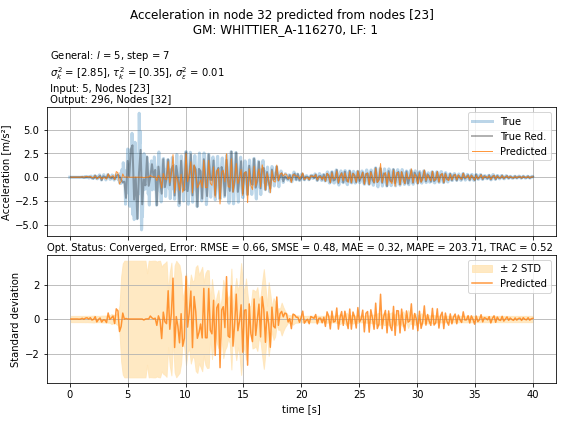 Acceleration in node 32 predicted from nodes [23]
GM: WHITTIER_A-116270, LF: 1
General: l = 5, step = 7
σ²ₖ = [2.85], τ²ₖ = [0.35], σ²ε = 0.01
Input: 5, Nodes [23]
Output: 296, Nodes [32]
Acceleration [m/s²]
5.0
2.5
0.0
−2.5
−5.0
True
True Red.
Predicted
Opt. Status: Converged, Error: RMSE = 0.66, SMSE = 0.48, MAE = 0.32, MAPE = 203.71, TRAC = 0.52
Standard deviation
2
0
−2
± 2 STD
Predicted
0 5 10 15 20 25 30 35 40
time [s]